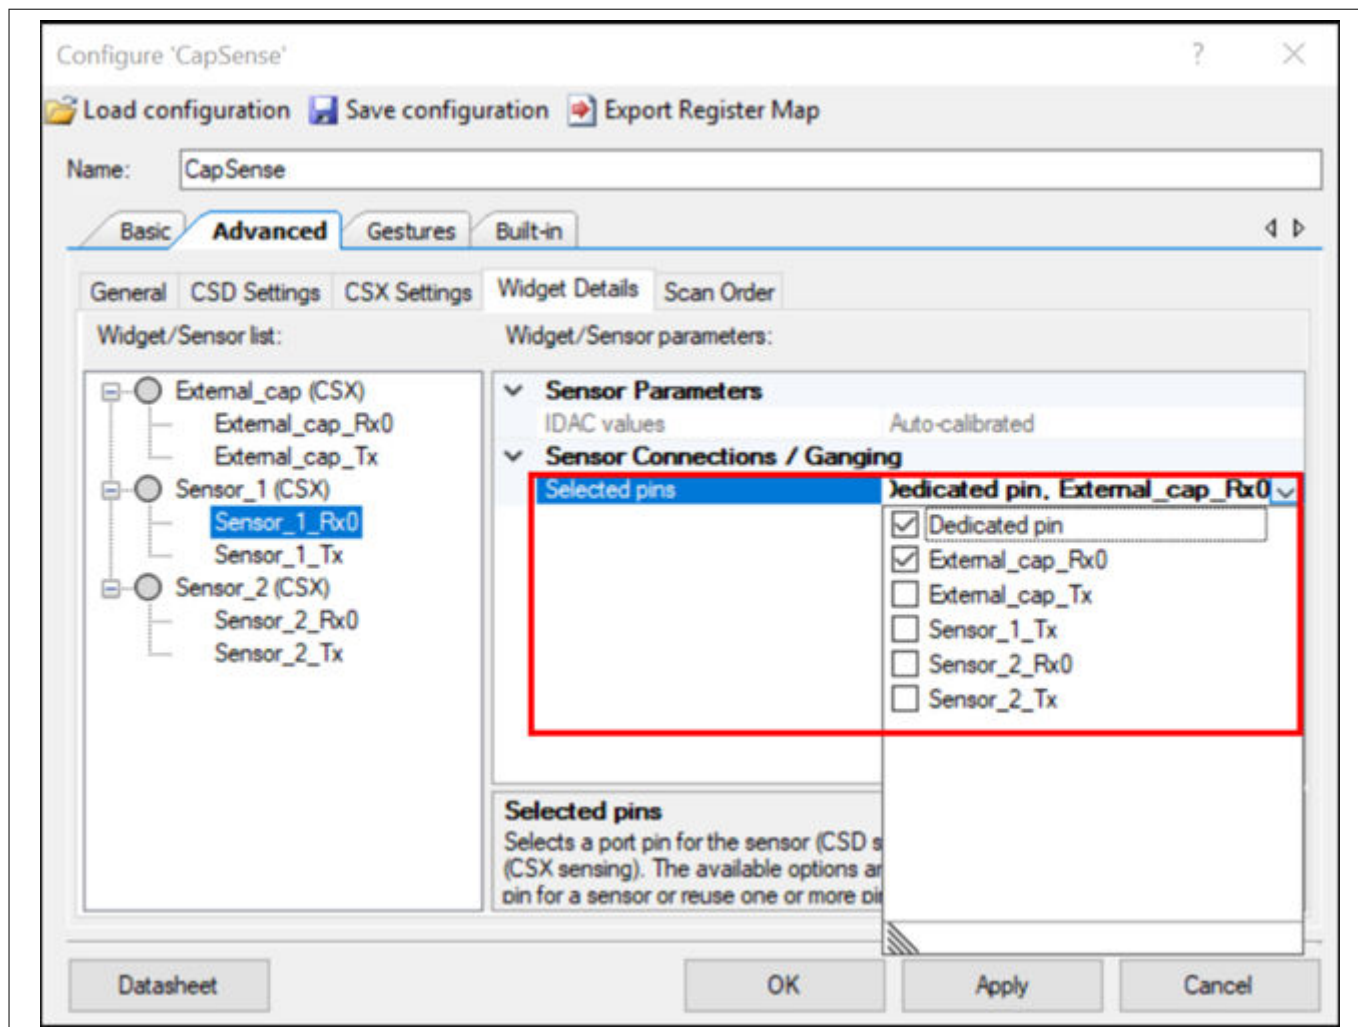 Configure 'CapSense' ?
Load configuration Save configuration Export Register Map
Name: CapSense
Basic Advanced Gestures Built-in
General CSD Settings CSX Settings Widget Details Scan Order
Widget/Sensor list: Widget/Sensor parameters:
External_cap (CSX) Sensor Parameters
External_cap_Rx0 IDAC values Auto-calibrated
External_cap_Tx Sensor Connections / Ganging
Sensor_1 (CSX) Selected pins Dedicated pin, External_cap_Rx0
Sensor_1_Rx0 Dedicated pin
Sensor_1_Tx External_cap_Rx0
Sensor_2 (CSX) External_cap_Tx
Sensor_2_Rx0 Sensor_1_Tx
Sensor_2_Tx Sensor_2_Rx0
Sensor_2_Tx
Selected pins
Selects a port pin for the sensor (CSD s
(CSX sensing). The available options ar
pin for a sensor or reuse one or more pi
Datasheet OK Apply Cancel